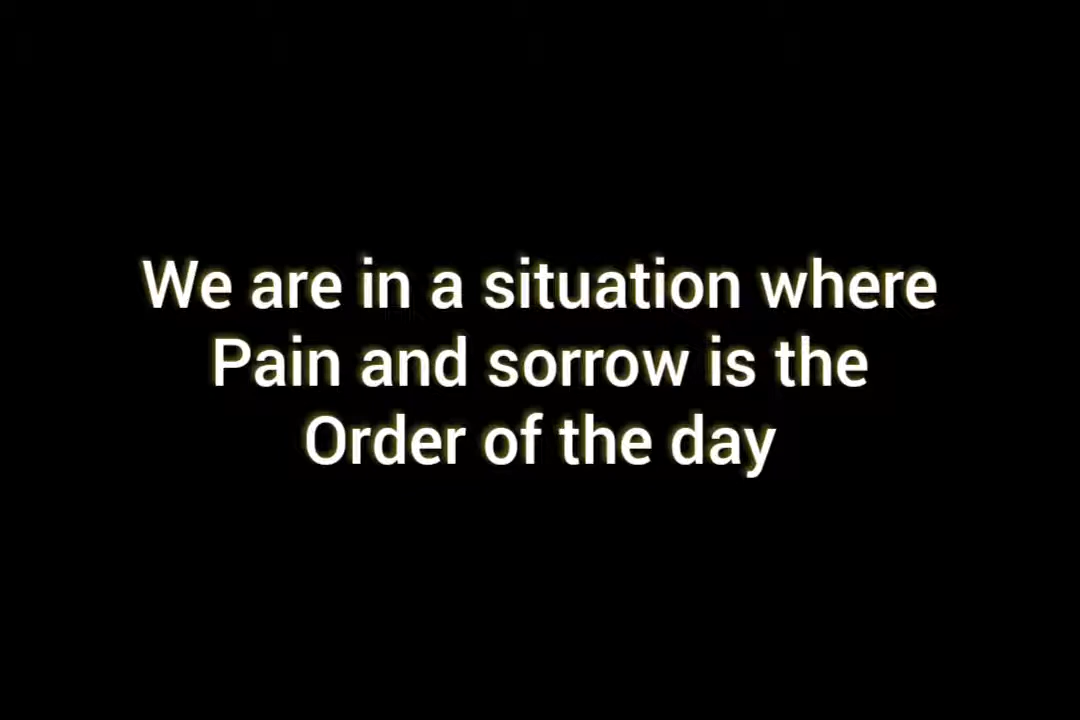 We are in a situation where
Pain and sorrow is the
Order of the day